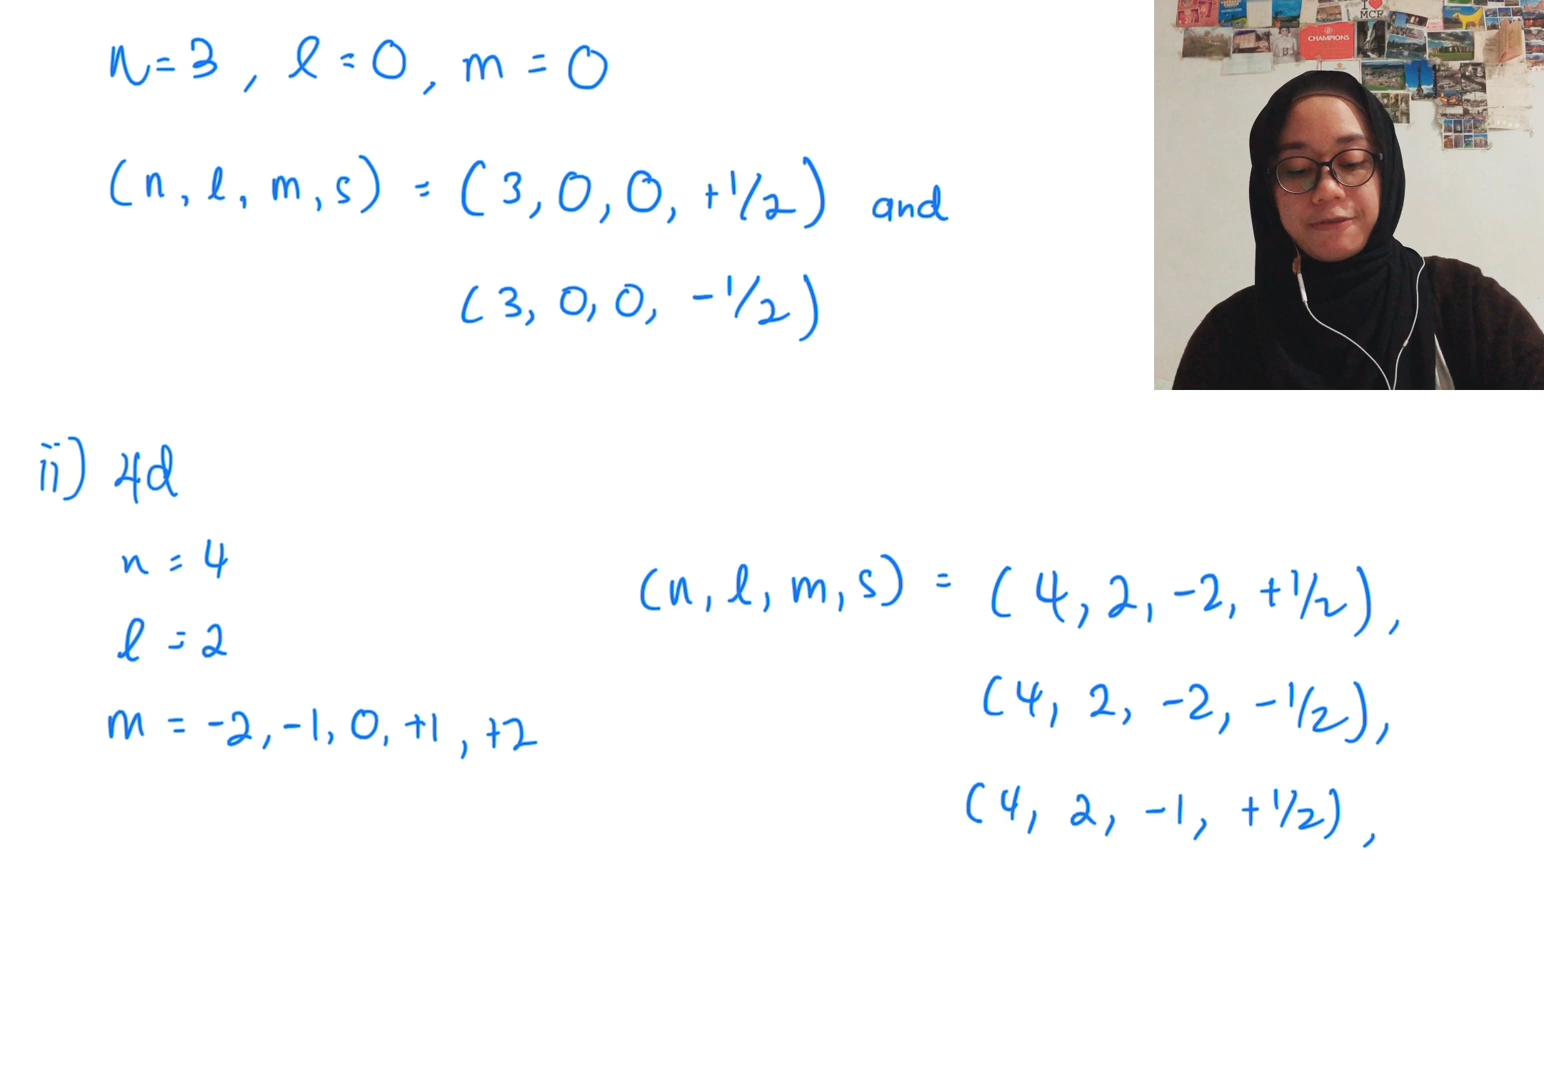 n=3, l=0, m=0
(n, l, m, s) = (3, 0, 0, +1/2) and
(3, 0, 0, -1/2)
ii) 4d
n = 4
l = 2
m = -2, -1, 0, +1, +2
(n, l, m, s) = (4, 2, -2, +1/2),
(4, 2, -2, -1/2),
(4, 2, -1, +1/2),
I ❤ MCR
CHAMPIONS